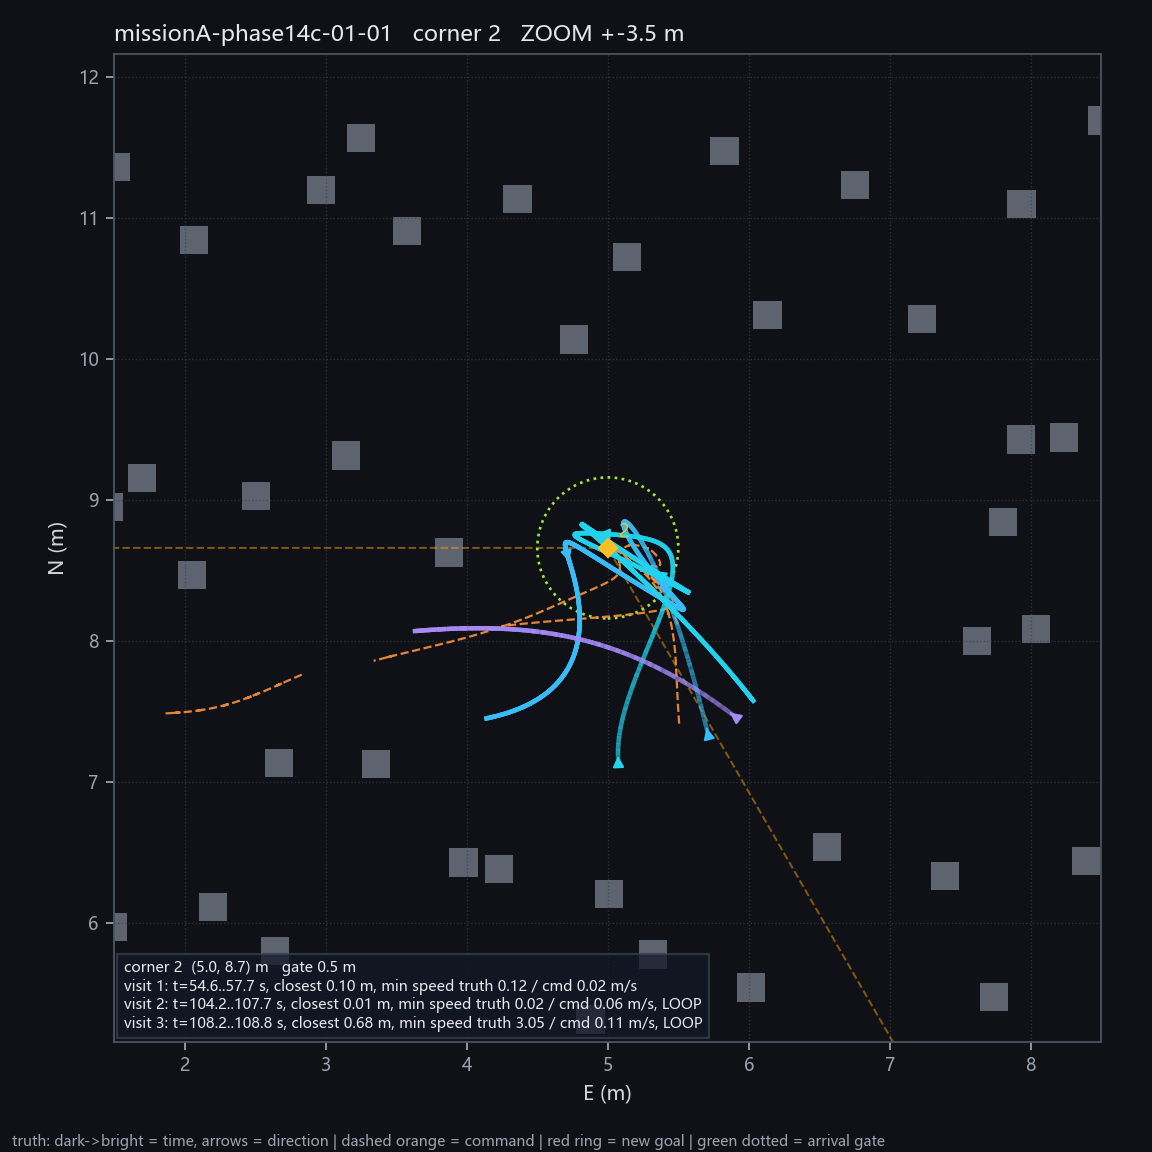 missionA-phase14c-01-01   corner 2   ZOOM +-3.5 m
12
11
10
9
8
7
6
N (m)
2
corner 2  (5.0, 8.7) m   gate 0.5 m
visit 1: t=54.6..57.7 s, closest 0.10 m, min speed truth 0.12 / cmd 0.02 m/s
visit 2: t=104.2..107.7 s, closest 0.01 m, min speed truth 0.02 / cmd 0.06 m/s, LOOP
visit 3: t=108.2..108.8 s, closest 0.68 m, min speed truth 3.05 / cmd 0.11 m/s, LOOP
2 3 4 5 6 7 8
E (m)
truth: dark->bright = time, arrows = direction | dashed orange = command | red ring = new goal | green dotted = arrival gate